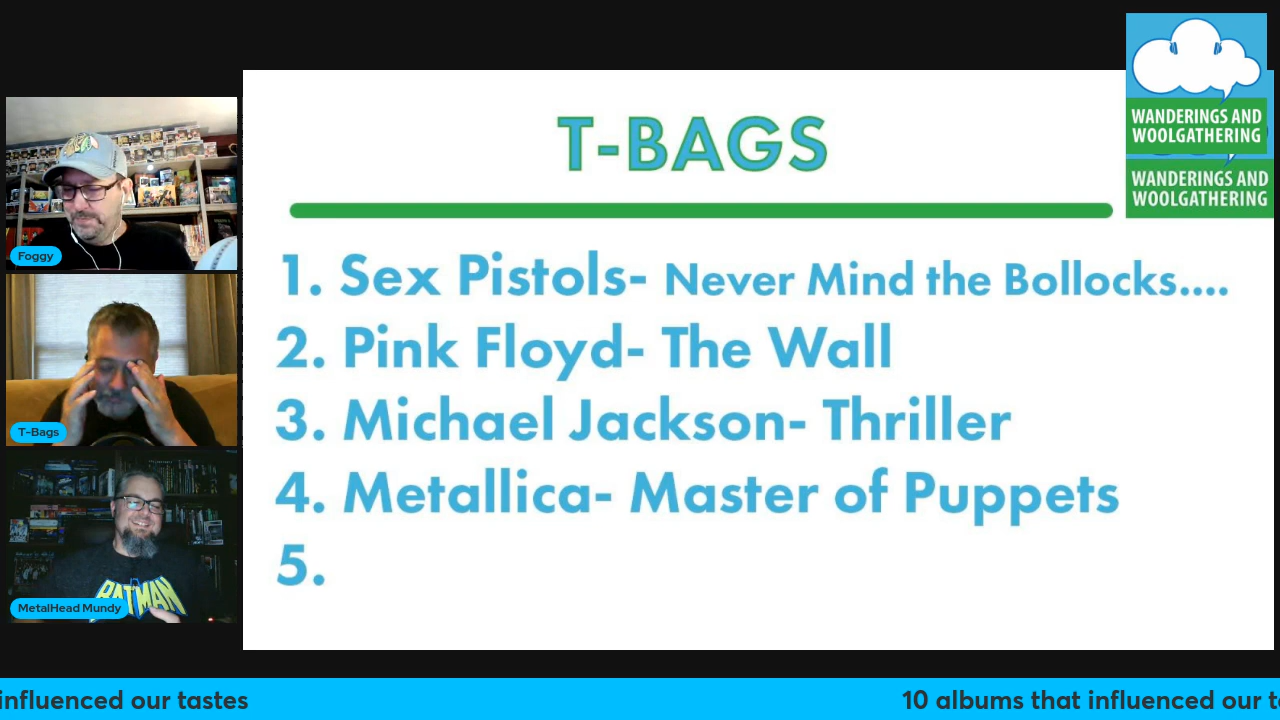 WANDERINGS AND
WOOLGATHERING
WANDERINGS AND
WOOLGATHERING
T-BAGS
1. Sex Pistols- Never Mind the Bollocks....
2. Pink Floyd- The Wall
3. Michael Jackson- Thriller
4. Metallica- Master of Puppets
5.
Foggy
T-Bags
BATMAN
MetalHead Mundy
influenced our tastes
10 albums that influenced our ta